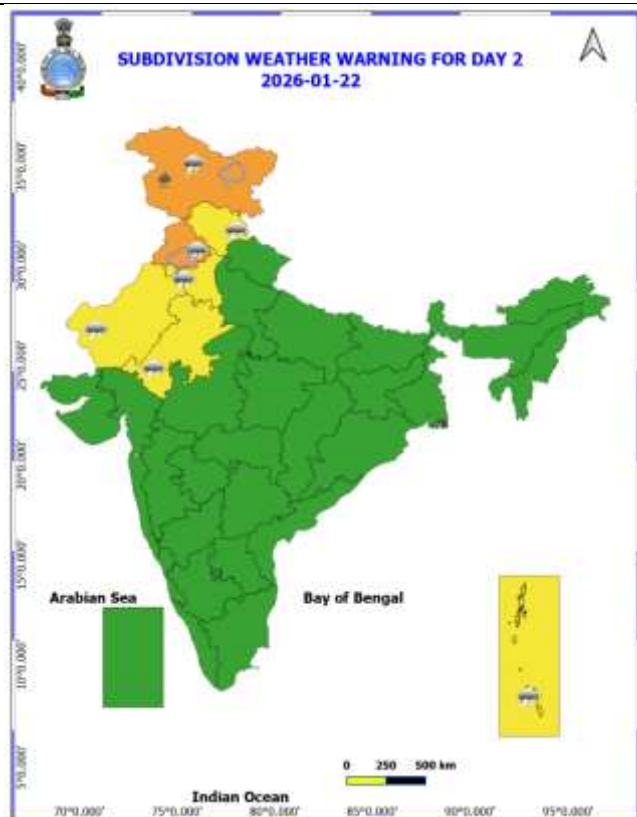 SUBDIVISION WEATHER WARNING FOR DAY 2
2026-01-22
40°0.000'
35°0.000'
30°0.000'
25°0.000'
20°0.000'
15°0.000'
10°0.000'
5°0.000'
Arabian Sea
Bay of Bengal
0 250 500 km
Indian Ocean
70°0.000' 75°0.000' 80°0.000' 85°0.000' 90°0.000' 95°0.000'